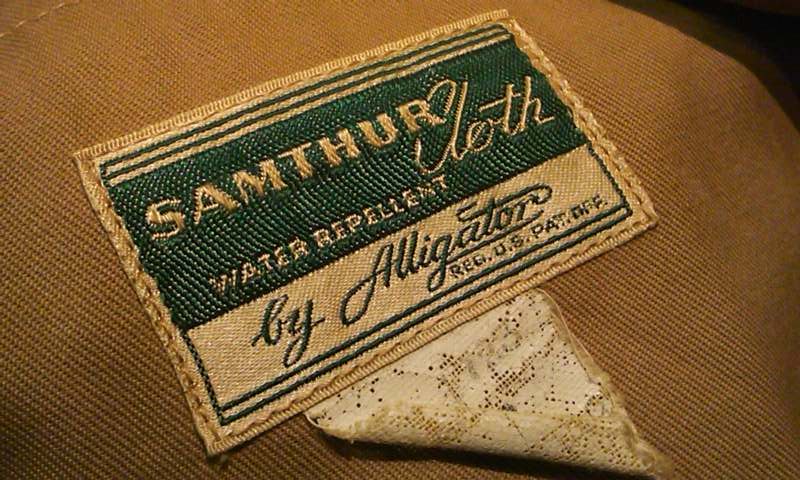 SAMTHUR Cloth
WATER REPELLENT
by Alligator
REG. U.S. PAT. OFF.